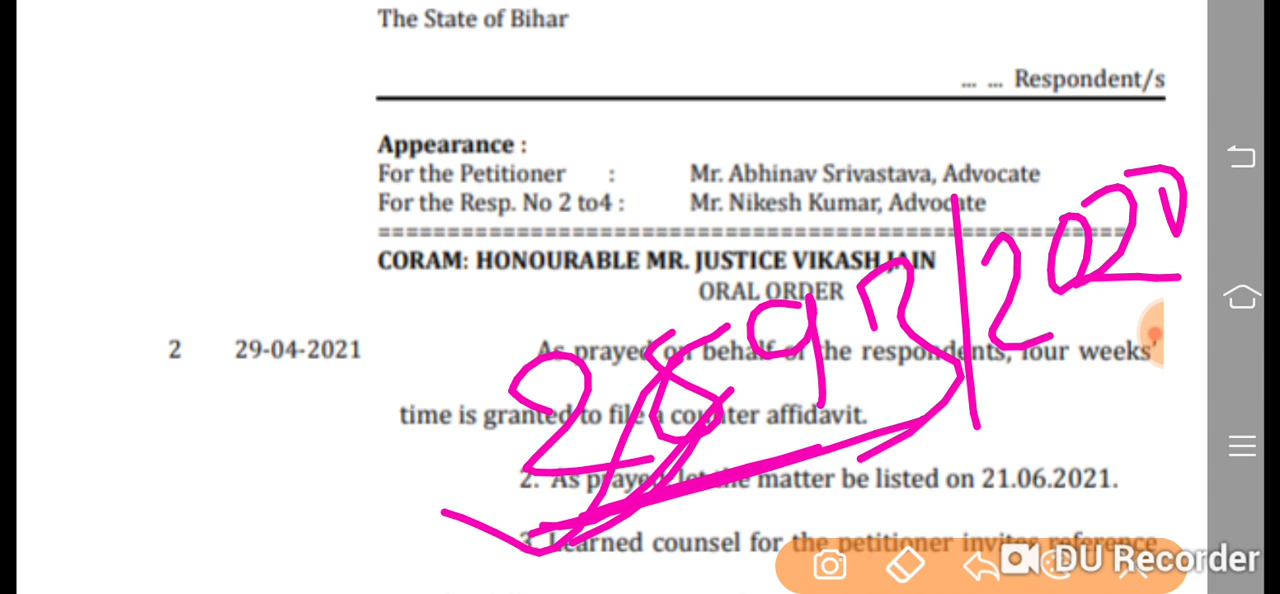 The State of Bihar
... ... Respondent/s
Appearance :
For the Petitioner : Mr. Abhinav Srivastava, Advocate
For the Resp. No 2 to4 : Mr. Nikesh Kumar, Advocate
CORAM: HONOURABLE MR. JUSTICE VIKASH JAIN
ORAL ORDER
2 29-04-2021 As prayed on behalf of the respondents, four weeks'
time is granted to file a counter affidavit.
2. As prayed, let the matter be listed on 21.06.2021.
3. Learned counsel for the petitioner invites reference
2893/2021
DU Recorder